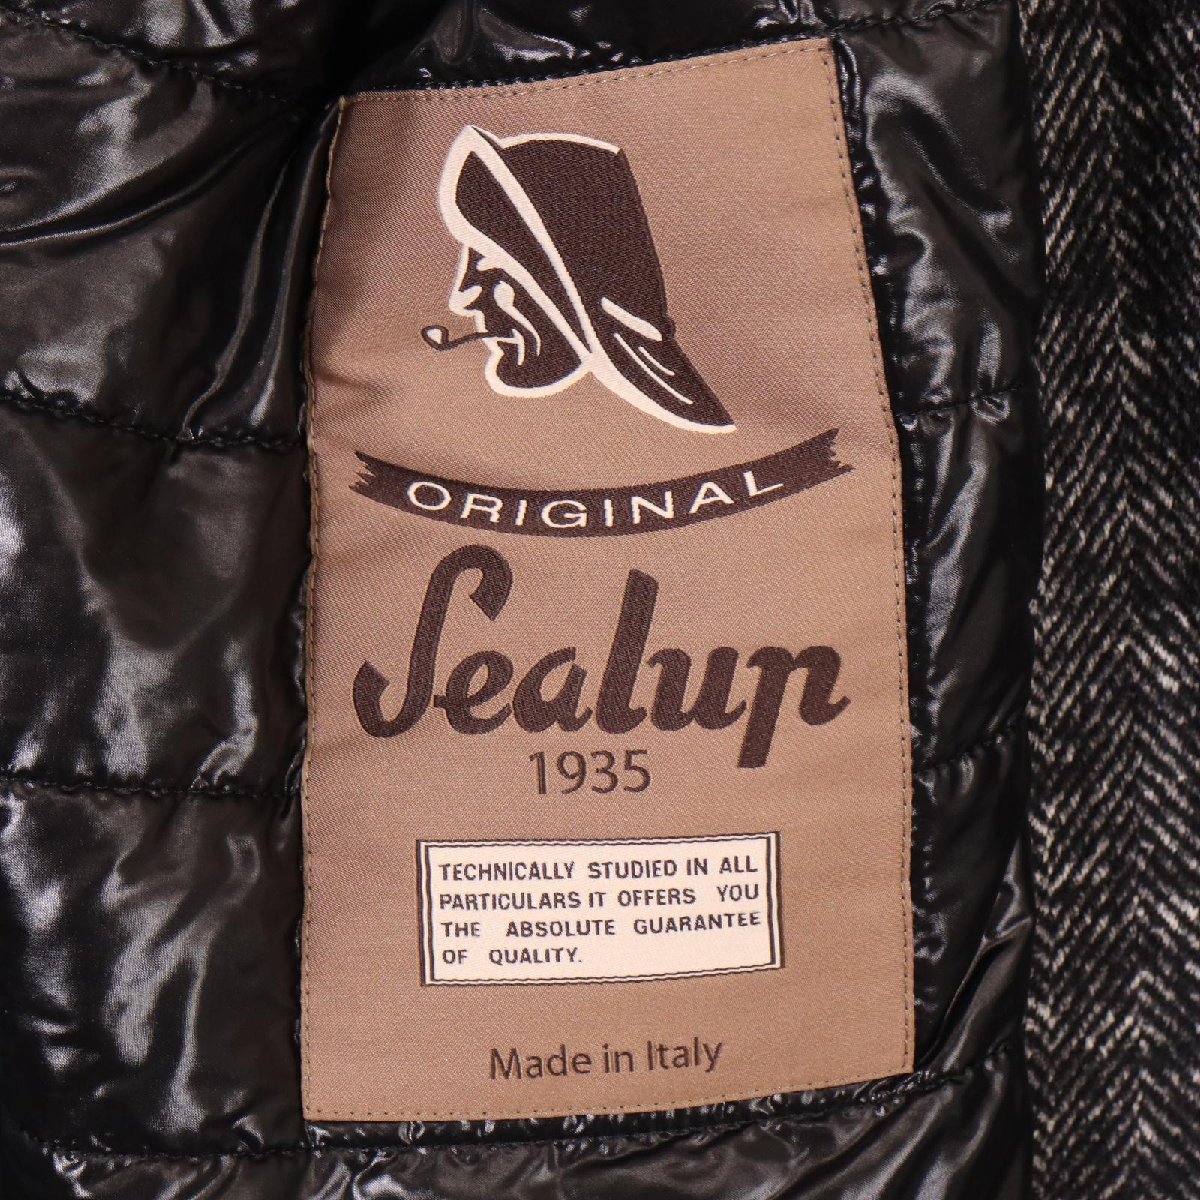 ORIGINAL
Sealup
1935
TECHNICALLY STUDIED IN ALL
PARTICULARS IT OFFERS YOU
THE ABSOLUTE GUARANTEE
OF QUALITY.
Made in Italy